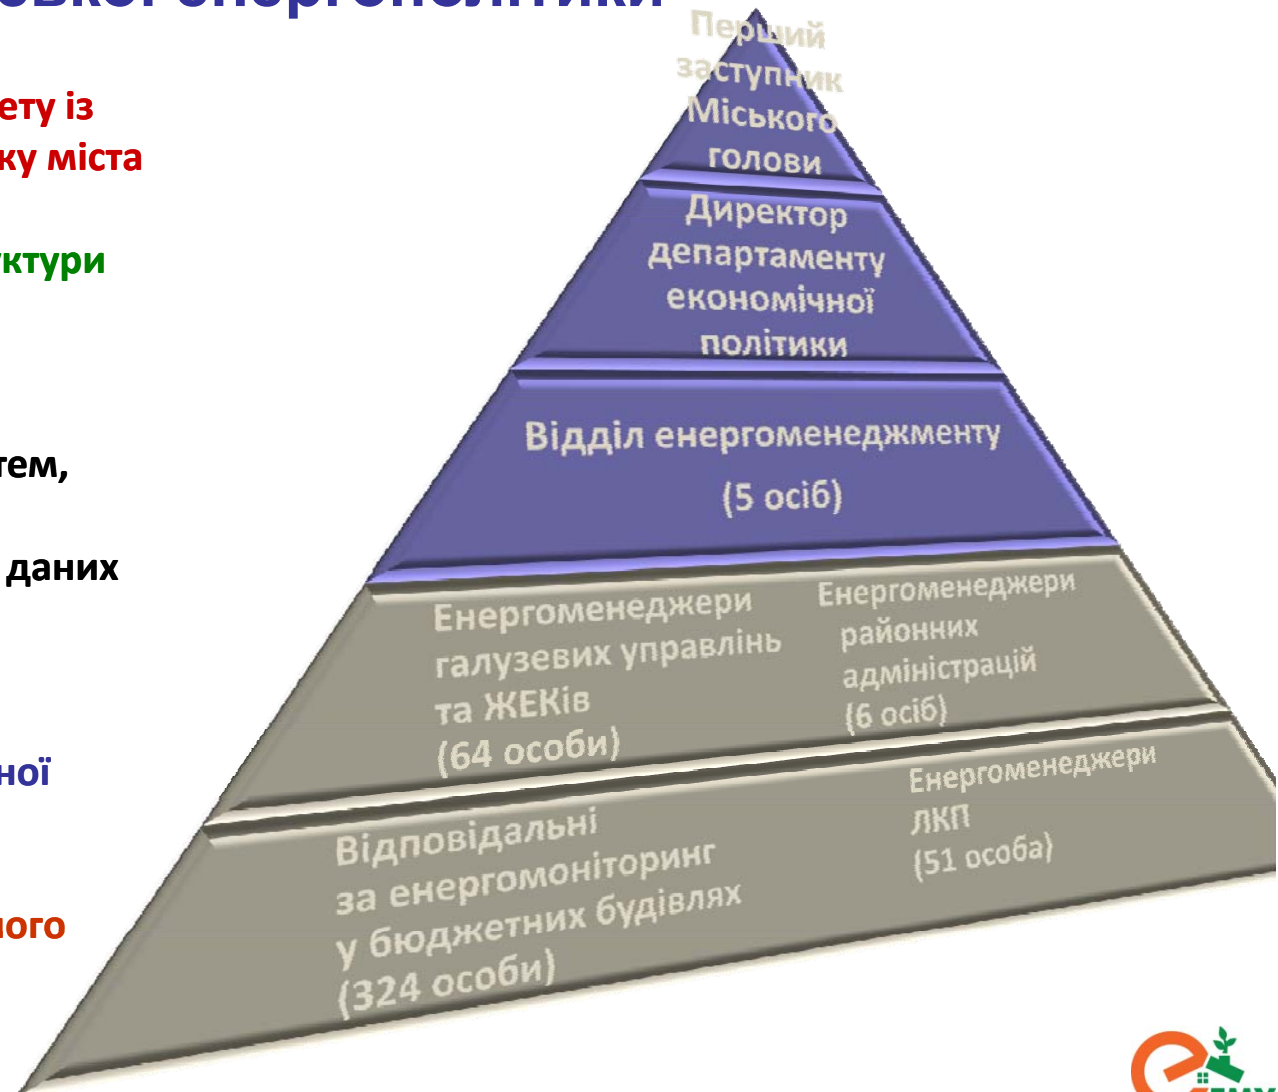 ької енергополітики
ету із
ку міста
ктури
тем,
даних
ної
ного
Перший
заступник
Міського
голови
Директор
департаменту
економічної
політики
Відділ енергоменеджменту
(5 осіб)
Енергоменеджери
галузевих управлінь
та ЖЕКів
(64 особи)
Енергоменеджери
районних
адміністрацій
(6 осіб)
Відповідальні
за енергомоніторинг
у бюджетних будівлях
(324 особи)
Енергоменеджери
ЛКП
(51 особа)